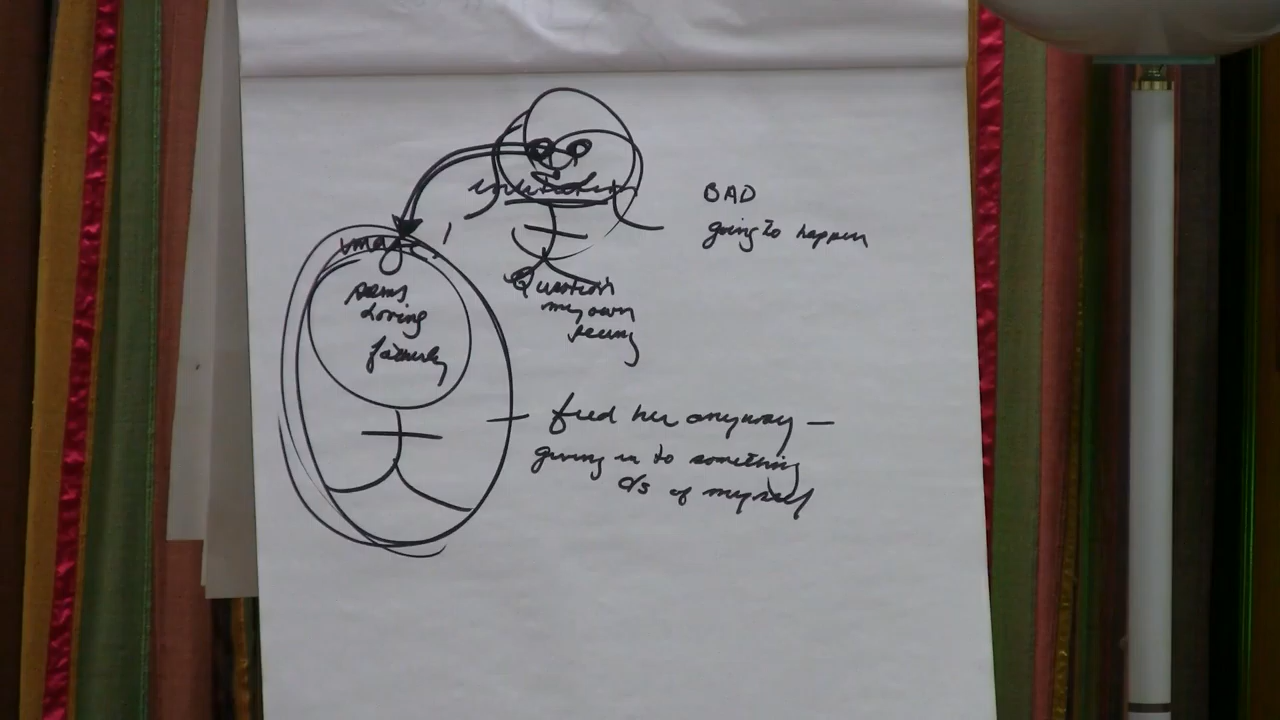 BAD
going to happen
image
seems
loving
fatherly
Question
my own
seeing
feed her anyway —
giving in to something
o/s of myself